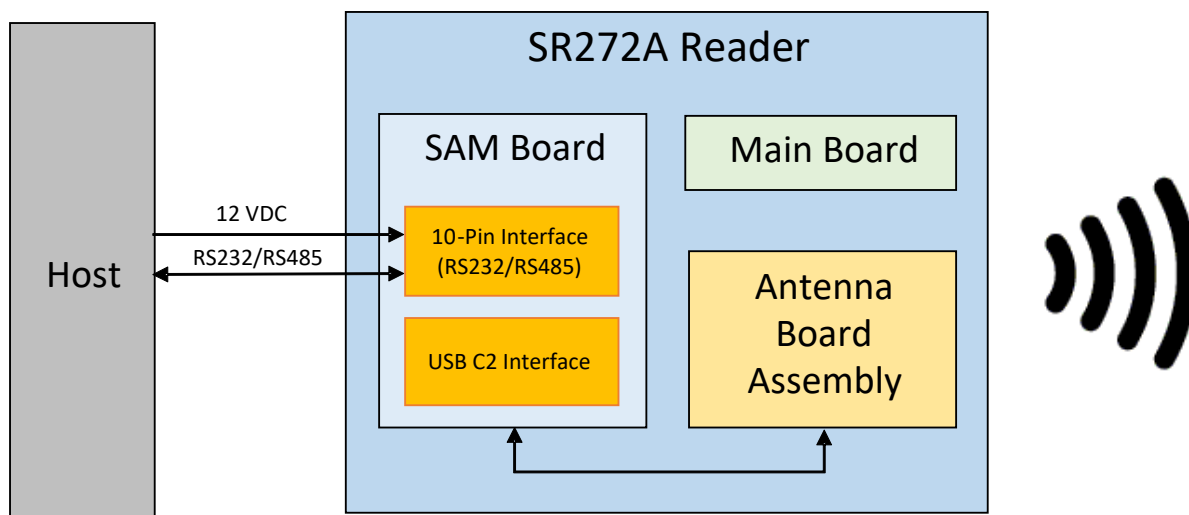 SR272A Reader
SAM Board
Main Board
12 VDC
10-Pin Interface
(RS232/RS485)
RS232/RS485
Host
Antenna
Board
Assembly
USB C2 Interface